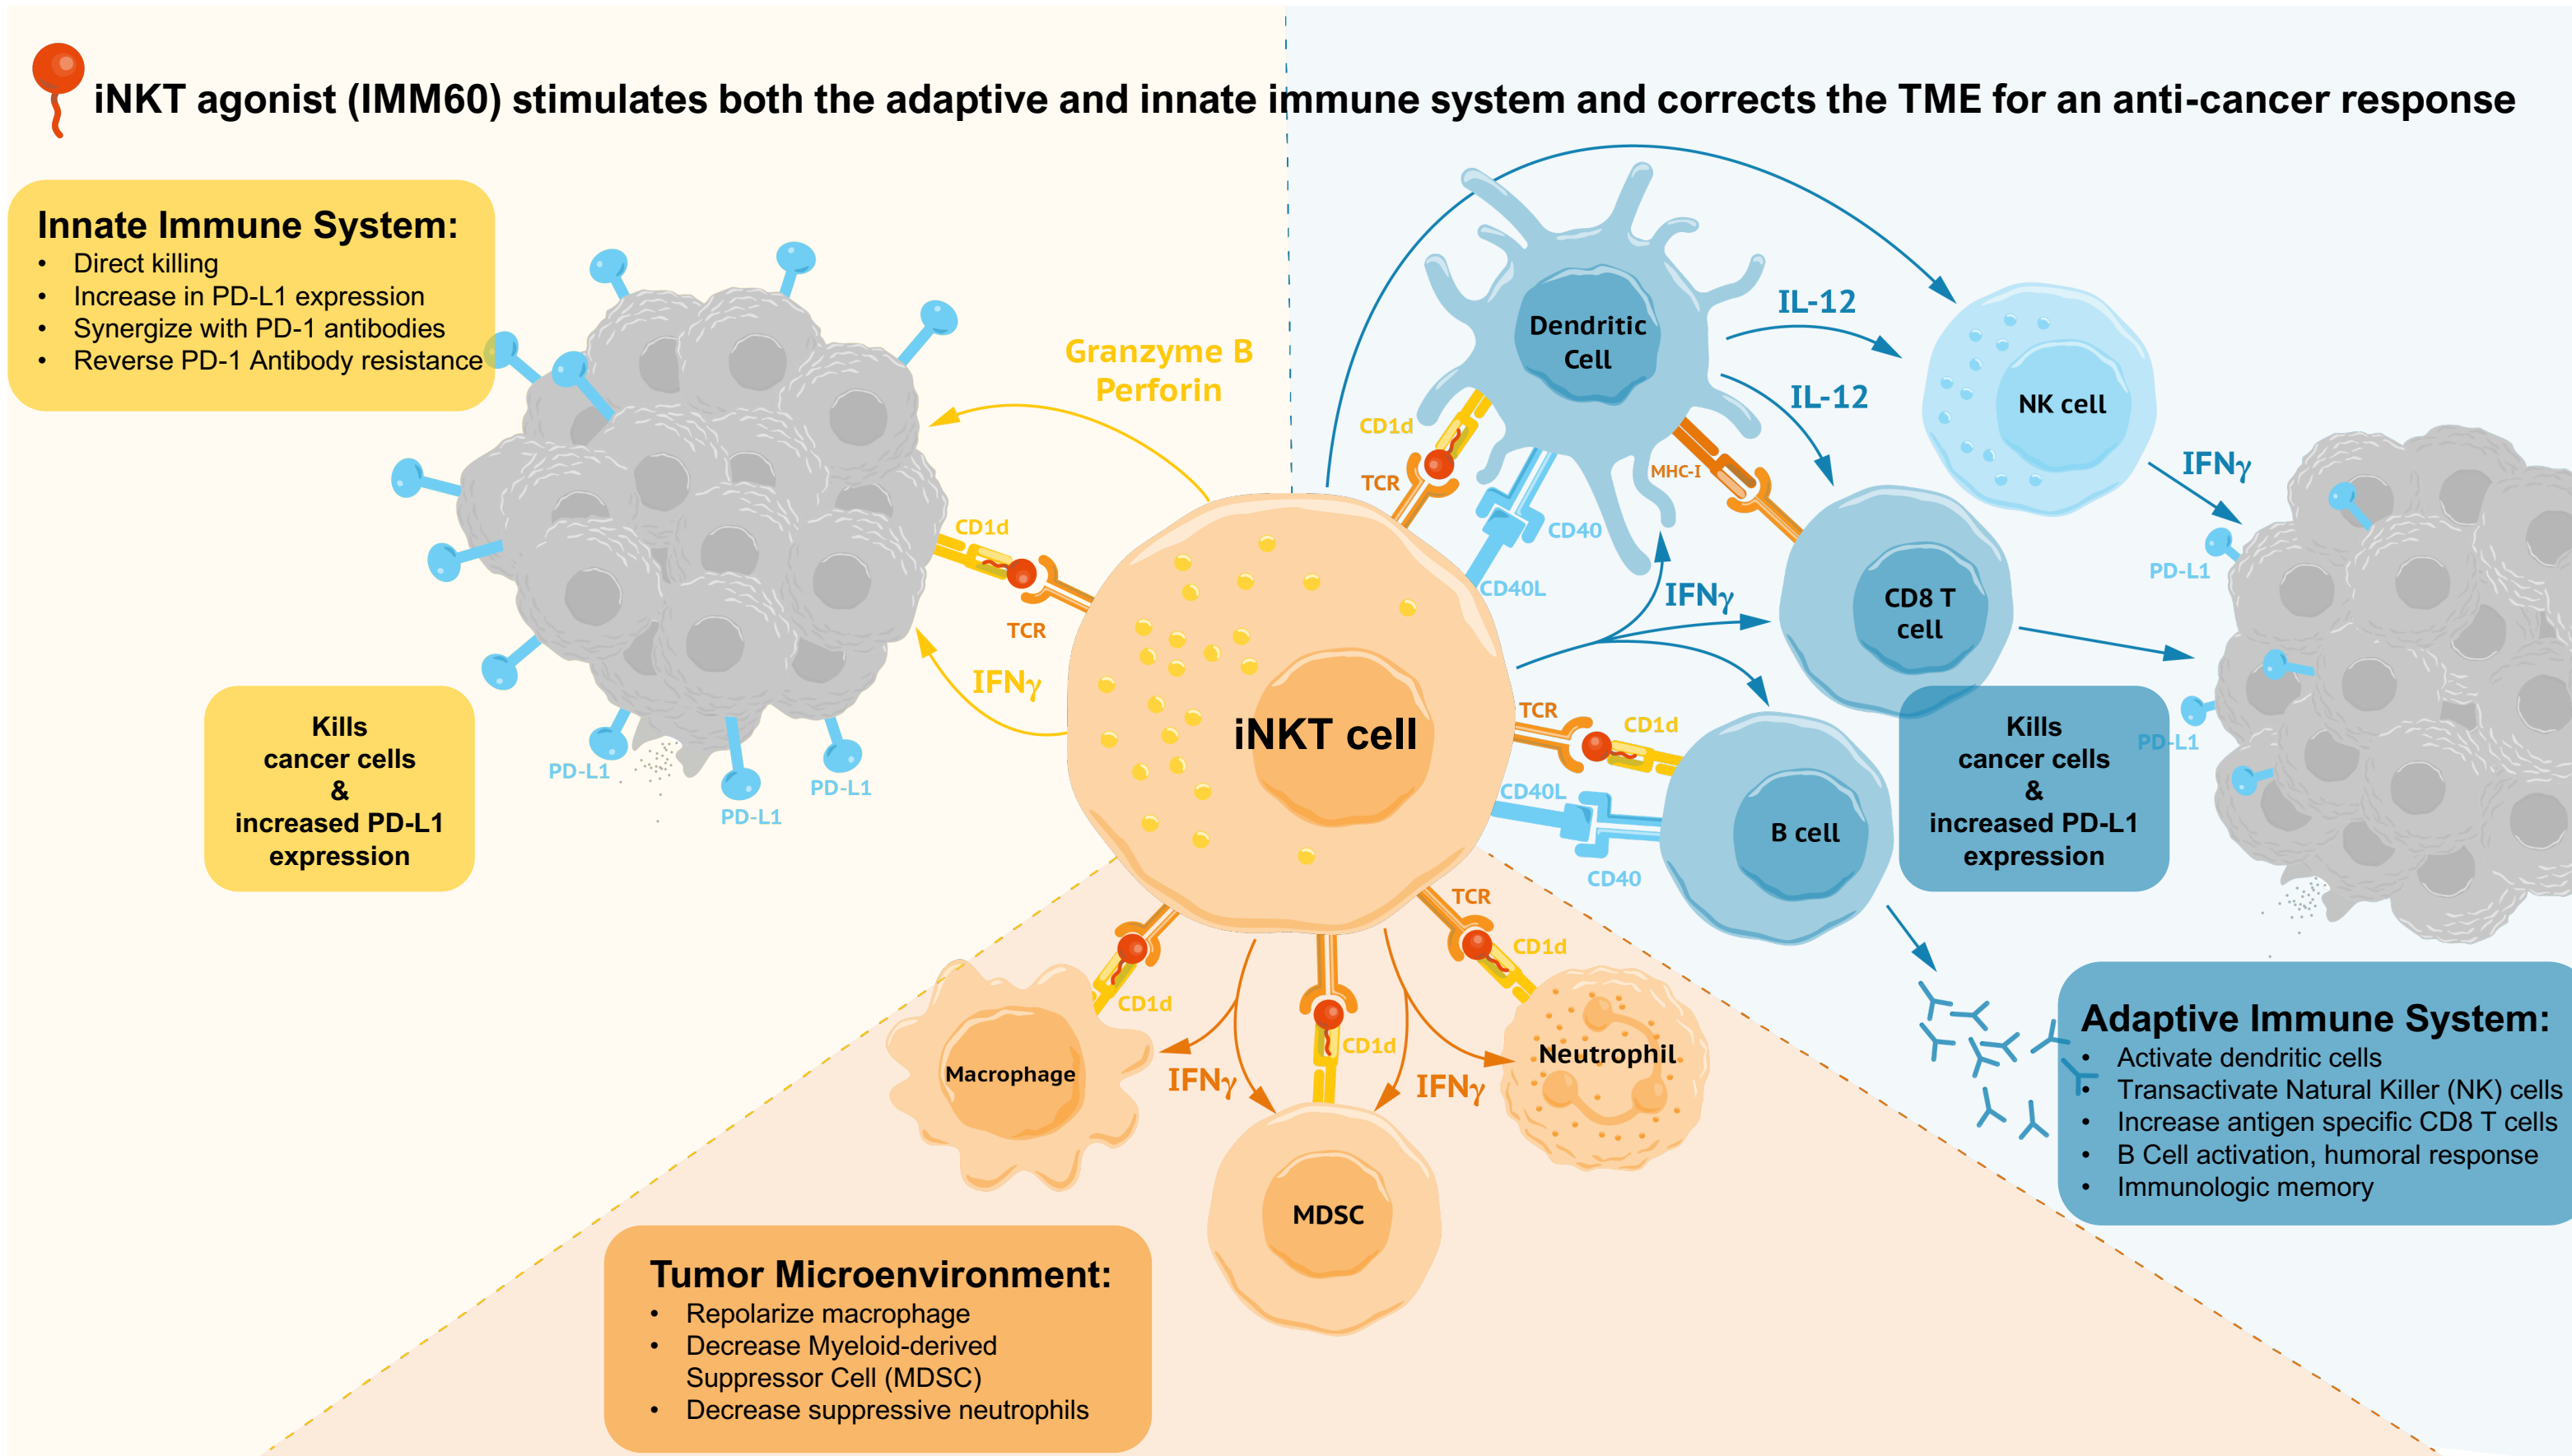 iNKT agonist (IMM60) stimulates both the adaptive and innate immune system and corrects the TME for an anti-cancer response
Innate Immune System:
• Direct killing
• Increase in PD-L1 expression
• Synergize with PD-1 antibodies
• Reverse PD-1 Antibody resistance
Granzyme B
Perforin
CD1d
TCR
IFNγ
PD-L1
PD-L1
PD-L1
Kills
cancer cells
&
increased PD-L1
expression
iNKT cell
Dendritic
Cell
IL-12
IL-12
NK cell
CD1d
TCR
MHC-I
CD40
CD40L
IFNγ
CD8 T
cell
IFNγ
PD-L1
PD-L1
TCR
CD1d
CD40L
CD40
B cell
Kills
cancer cells
&
increased PD-L1
expression
Adaptive Immune System:
• Activate dendritic cells
• Transactivate Natural Killer (NK) cells
• Increase antigen specific CD8 T cells
• B Cell activation, humoral response
• Immunologic memory
TCR
CD1d
CD1d
CD1d
Macrophage
IFNγ
IFNγ
Neutrophil
MDSC
Tumor Microenvironment:
• Repolarize macrophage
• Decrease Myeloid-derived
Suppressor Cell (MDSC)
• Decrease suppressive neutrophils